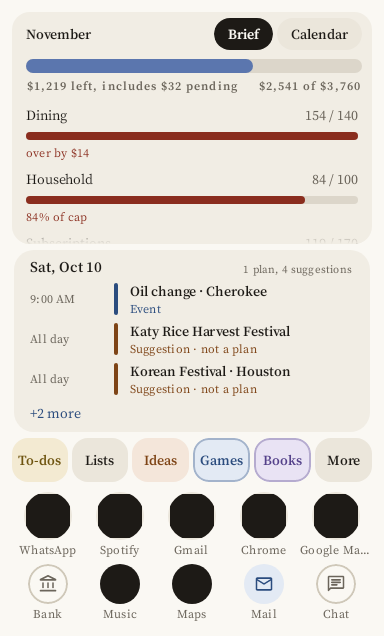 November
Brief
Calendar
$1,219 left, includes $32 pending
$2,541 of $3,760
Dining
154 / 140
over by $14
Household
84 / 100
84% of cap
Subscriptions
Sat, Oct 10
1 plan, 4 suggestions
9:00 AM
Oil change · Cherokee
Event
All day
Katy Rice Harvest Festival
Suggestion · not a plan
All day
Korean Festival · Houston
Suggestion · not a plan
+2 more
To-dos
Lists
Ideas
Games
Books
More
WhatsApp
Spotify
Gmail
Chrome
Google Ma...
Bank
Music
Maps
Mail
Chat